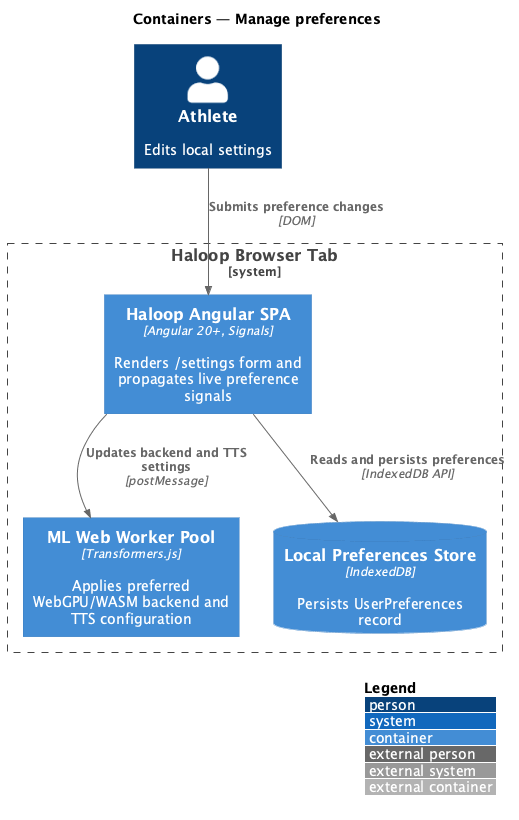 Containers — Manage preferences
Athlete
Edits local settings
Submits preference changes
[DOM]
Haloop Browser Tab
[system]
Haloop Angular SPA
[Angular 20+, Signals]
Renders /settings form and
propagates live preference
signals
Updates backend and TTS
settings
[postMessage]
Reads and persists preferences
[IndexedDB API]
ML Web Worker Pool
[Transformers.js]
Applies preferred
WebGPU/WASM backend and
TTS configuration
Local Preferences Store
[IndexedDB]
Persists UserPreferences
record
Legend
person
system
container
external person
external system
external container